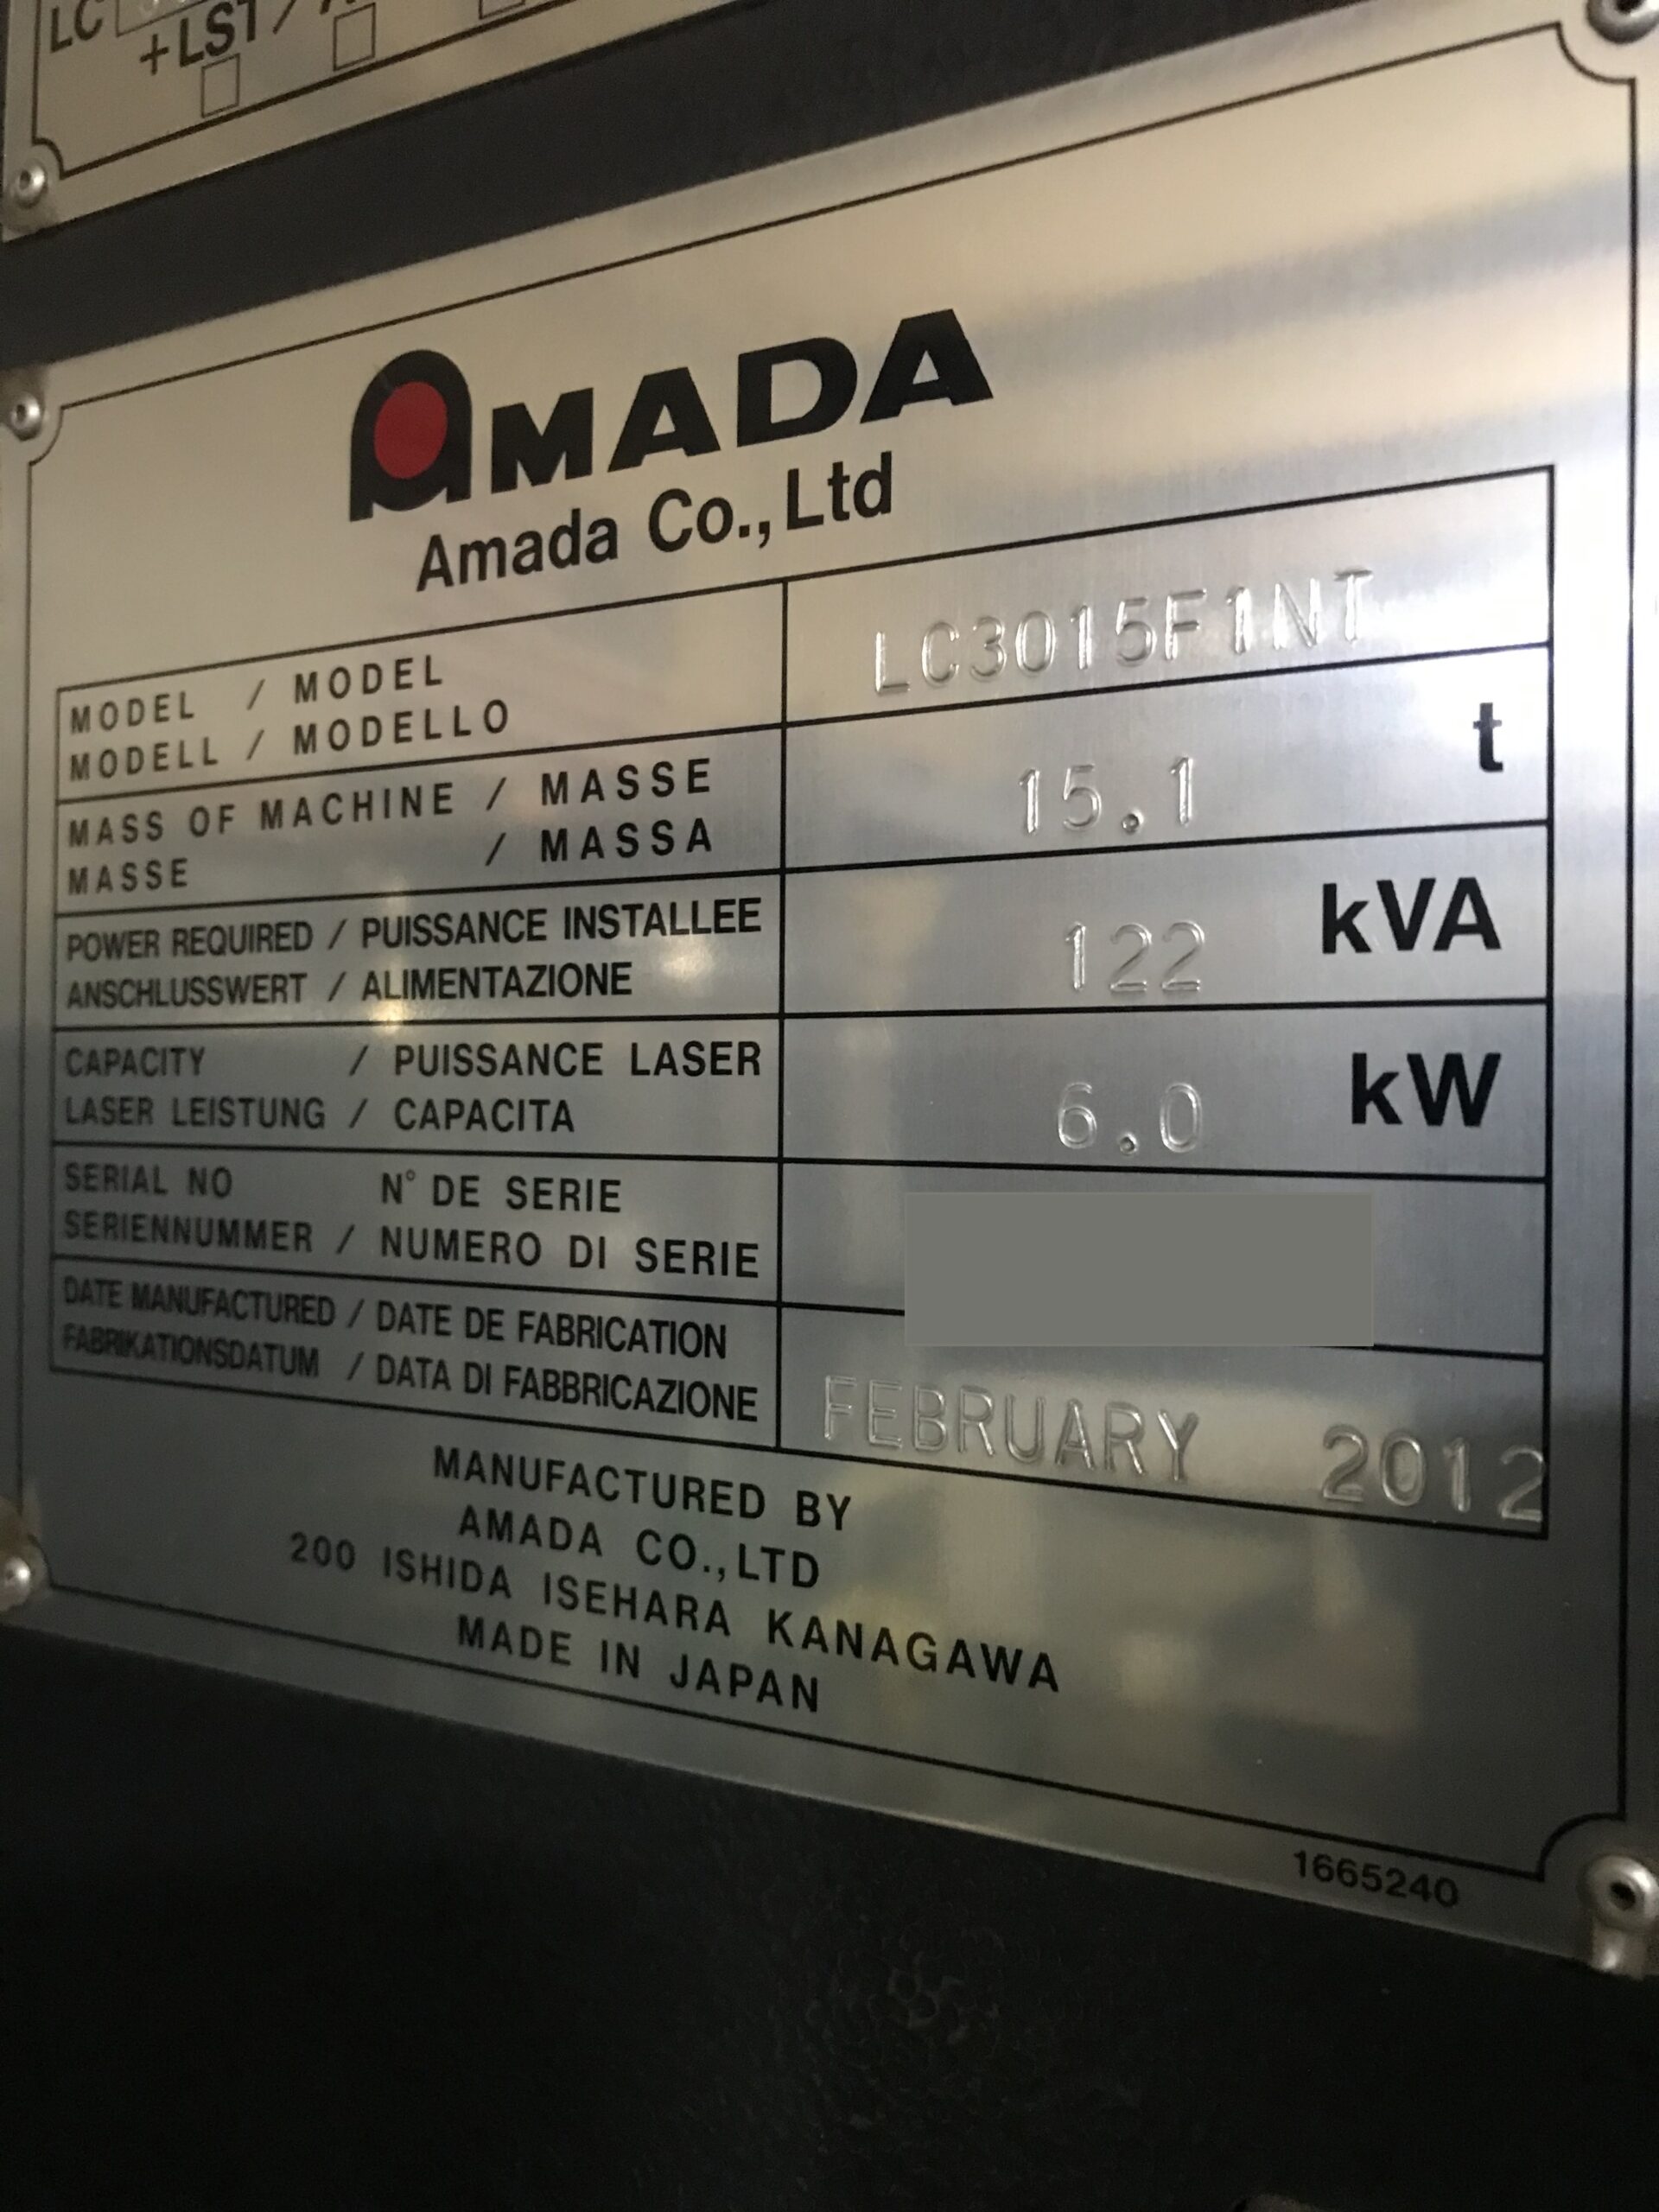 LC
+LST/
AMADA
Amada Co.,Ltd
MODEL / MODEL
MODELL / MODELLO
LC3015F1NT
MASS OF MACHINE / MASSE
MASSE / MASSA
15.1 t
POWER REQUIRED / PUISSANCE INSTALLEE
ANSCHLUSSWERT / ALIMENTAZIONE
122 kVA
CAPACITY / PUISSANCE LASER
LASER LEISTUNG / CAPACITA
6.0 kW
SERIAL NO N° DE SERIE
SERIENNUMMER / NUMERO DI SERIE
DATE MANUFACTURED / DATE DE FABRICATION
FABRIKATIONSDATUM / DATA DI FABBRICAZIONE
FEBRUARY 2012
MANUFACTURED BY
AMADA CO.,LTD
200 ISHIDA ISEHARA KANAGAWA
MADE IN JAPAN
1665240